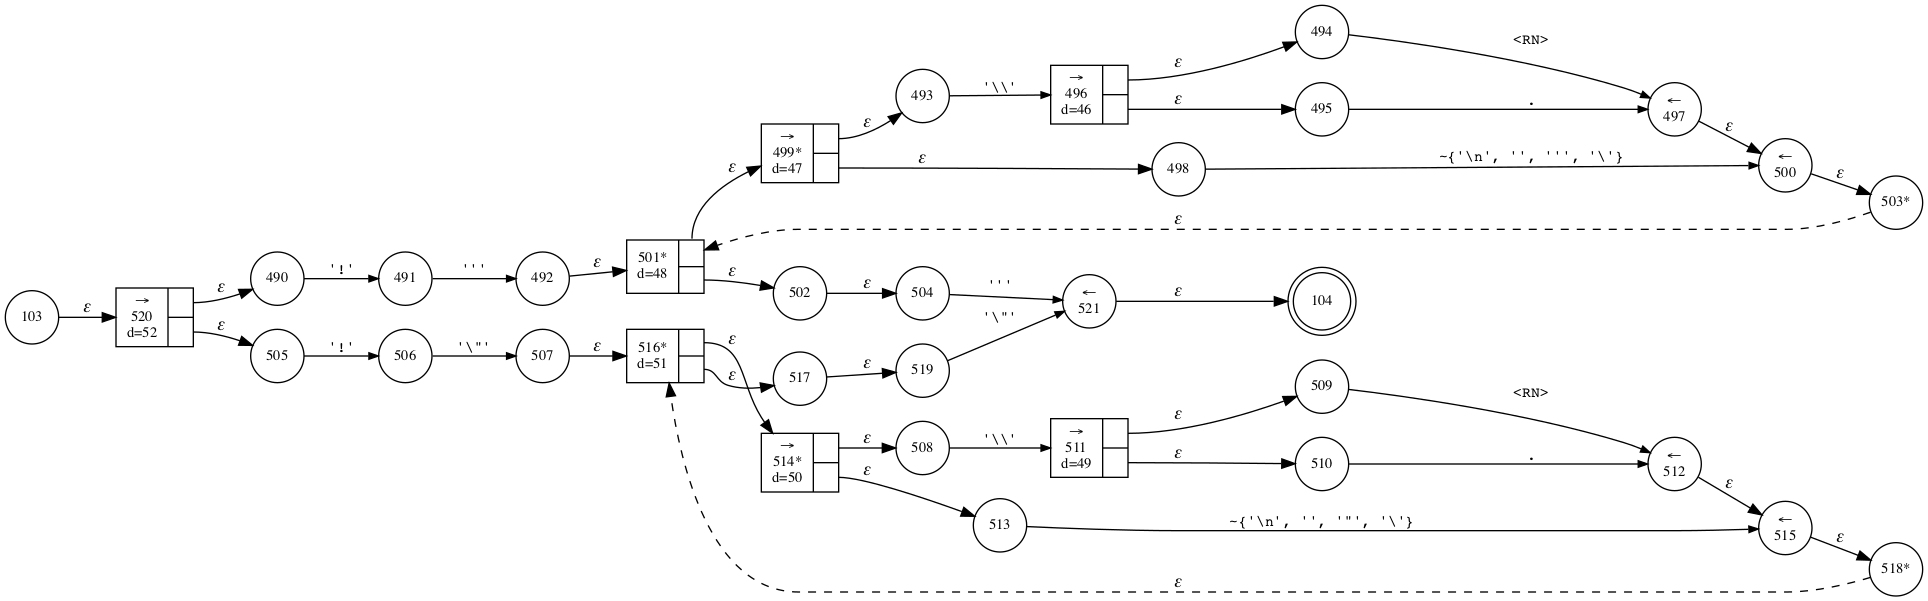 494
<RN>
ε
493
'\\'
→
496
d=46
ε
495
.
←
497
ε
→
499*
d=47
ε
ε
498
~{'\n', '', ''', '\'}
←
500
ε
503*
ε
ε
103
ε
→
520
d=52
ε
490
'!'
491
'''
492
ε
501*
d=48
ε
502
ε
504
'''
←
521
ε
104
ε
505
'!'
506
'\"'
507
ε
516*
d=51
ε
ε
517
ε
519
'\"'
→
514*
d=50
ε
508
'\\'
→
511
d=49
ε
509
<RN>
ε
510
.
←
512
ε
ε
513
~{'\n', '', '"', '\'}
←
515
ε
518*
ε